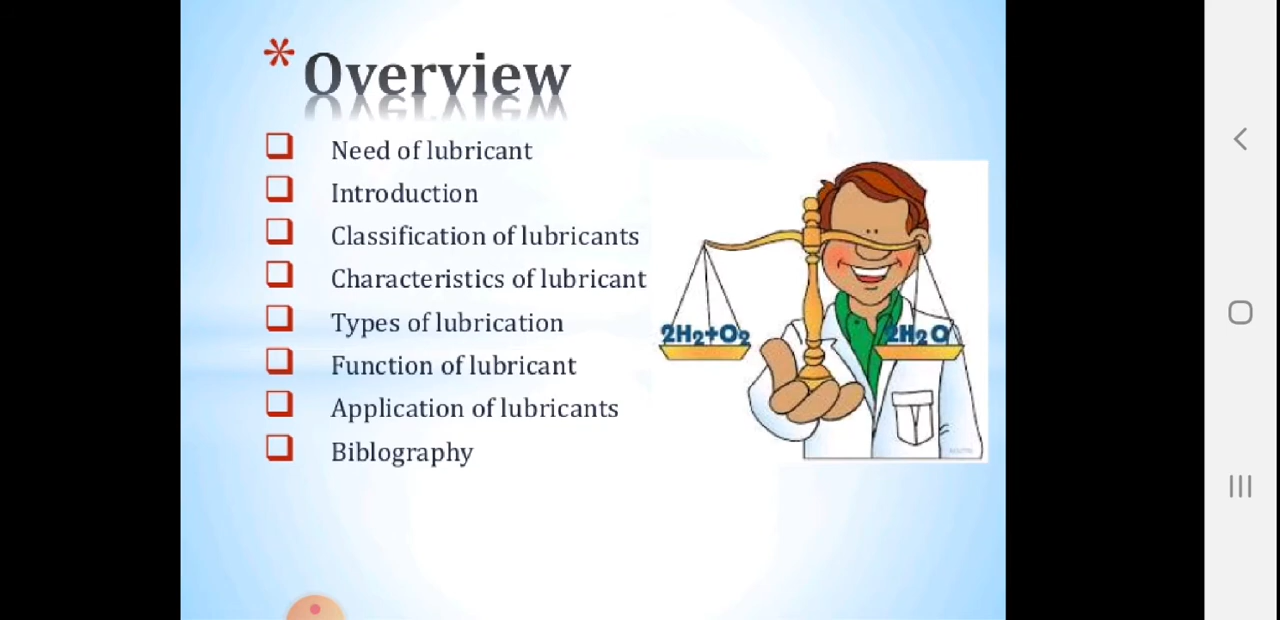 * Overview
❑ Need of lubricant
❑ Introduction
❑ Classification of lubricants
❑ Characteristics of lubricant
❑ Types of lubrication
❑ Function of lubricant
❑ Application of lubricants
❑ Biblography
2H₂+O₂
2H₂O